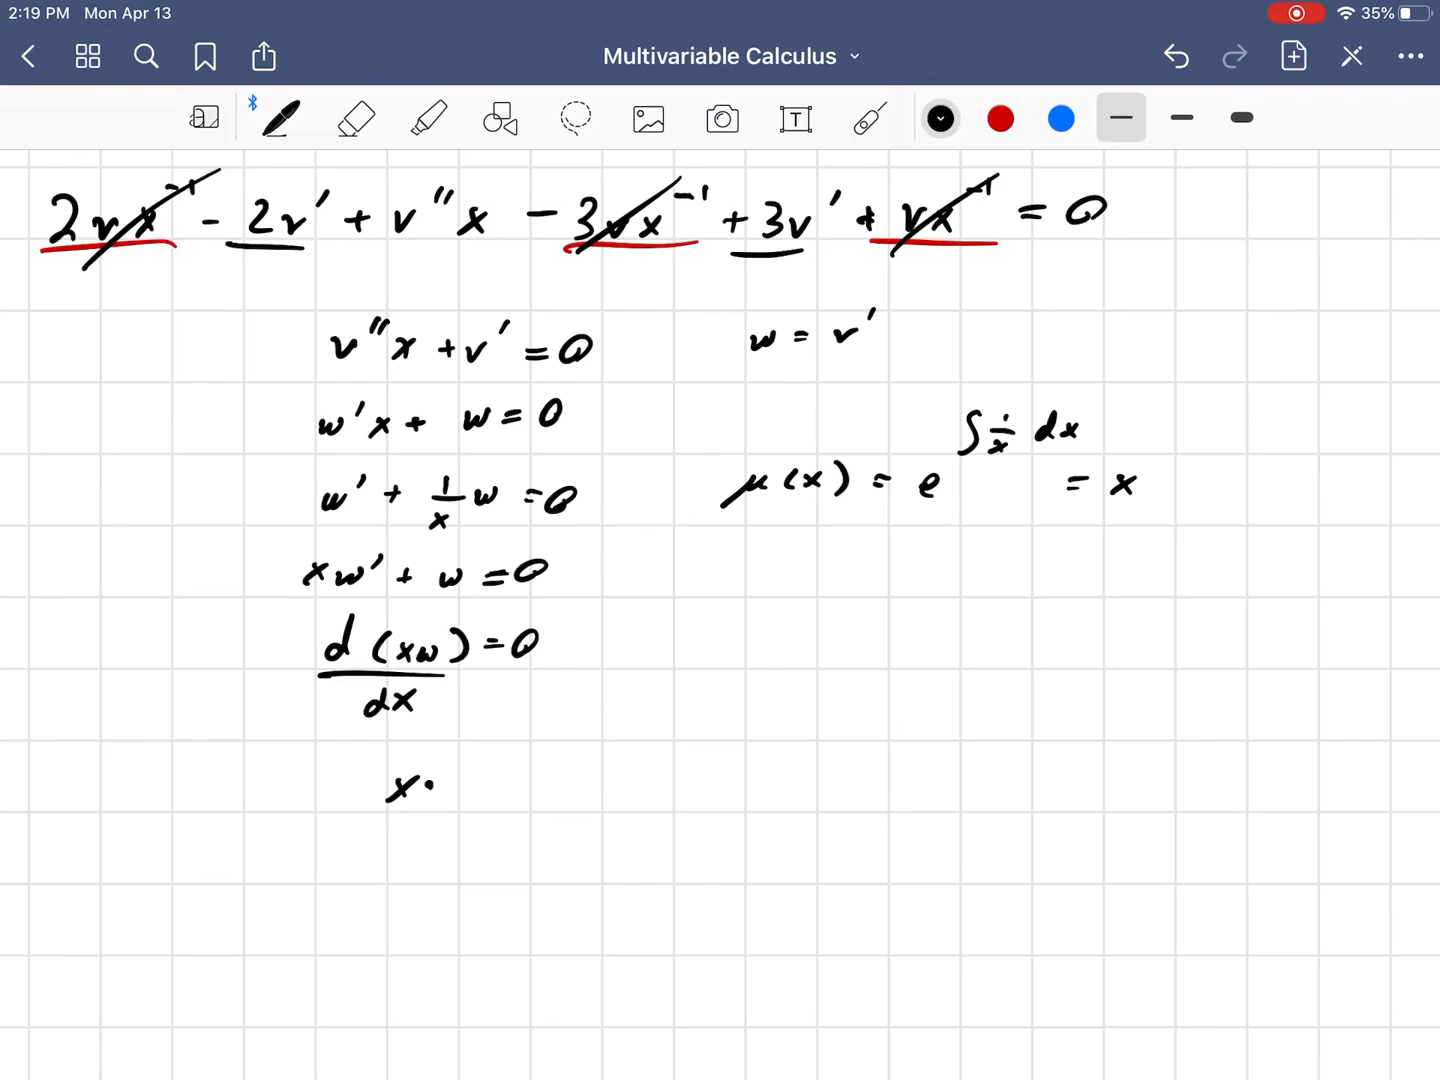 2:19 PM Mon Apr 13 35%
Multivariable Calculus
2vx⁻¹ - 2v' + v''x - 3vx⁻¹ + 3v' + vx⁻¹ = 0
v''x + v' = 0
w = v'
w'x + w = 0
w' + 1/x w = 0
μ(x) = e^∫ 1/x dx = x
xw' + w = 0
d(xw)/dx = 0
x